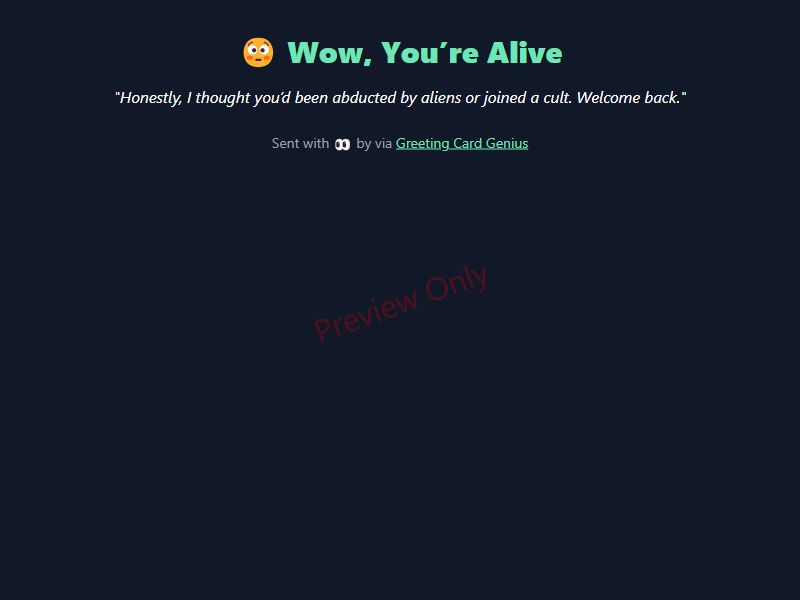 😳 Wow, You’re Alive
"Honestly, I thought you’d been abducted by aliens or joined a cult. Welcome back."
Sent with 👀 by via Greeting Card Genius
Preview Only